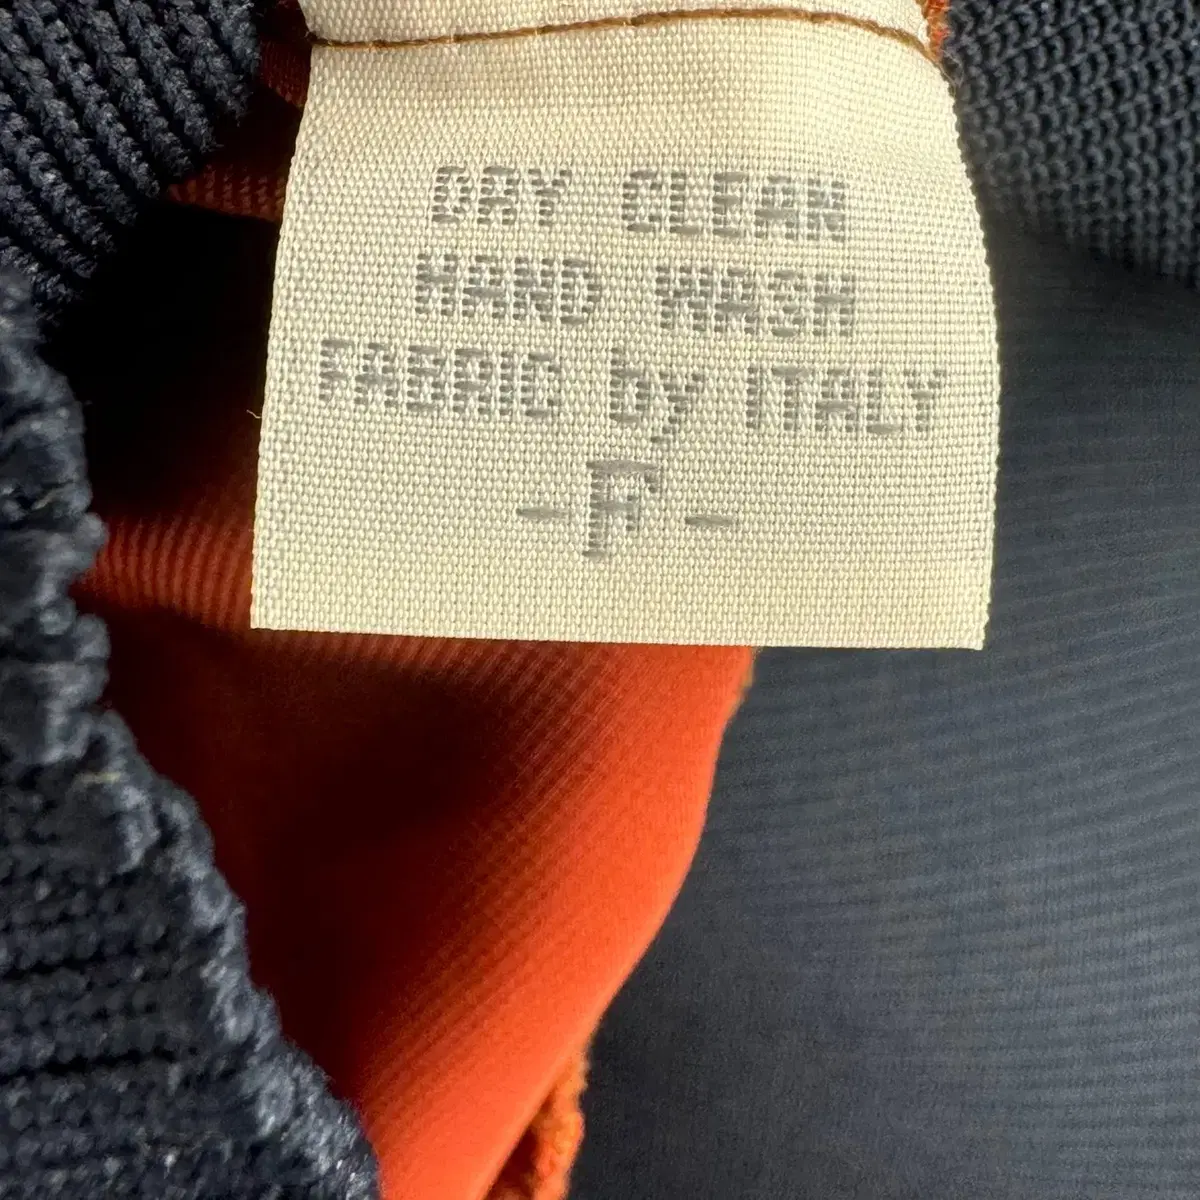 DRY CLEAN
HAND WASH
FABRIC by ITALY
- F -